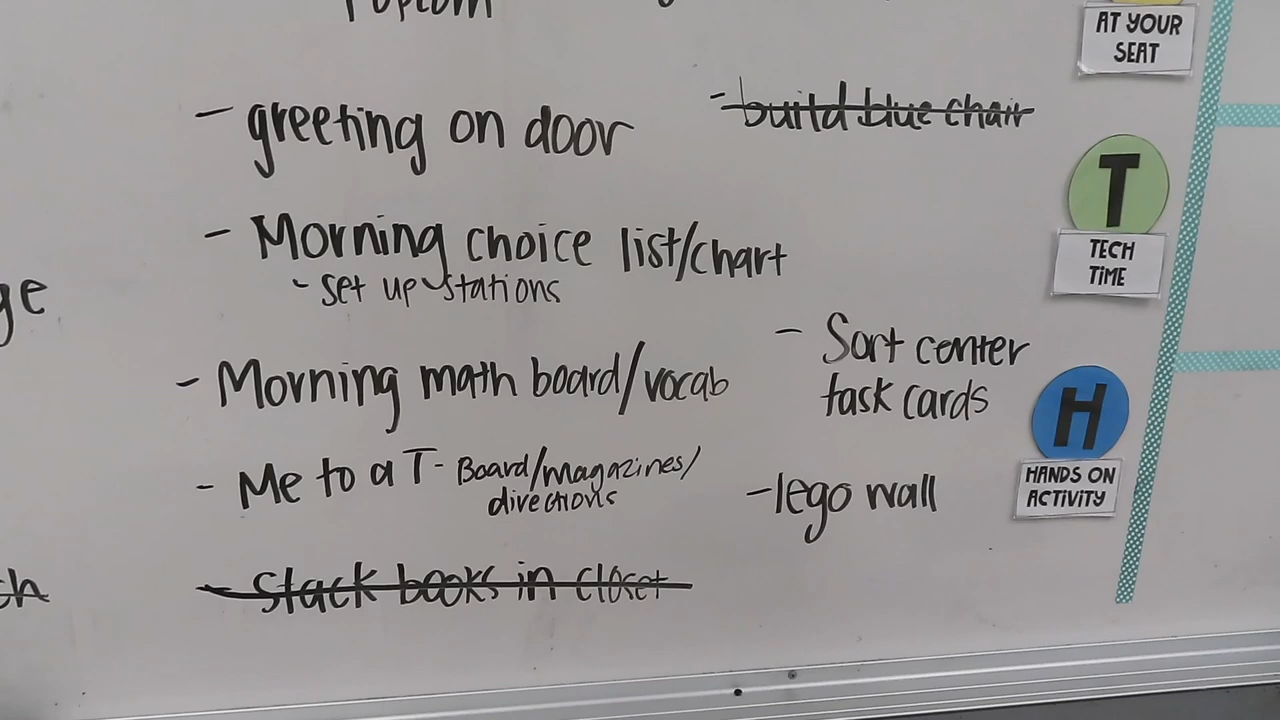 AT YOUR
SEAT
- greeting on door
- build blue chair
T
TECH
TIME
- Morning choice list/chart
- set up stations
- Sort center
task cards
- Morning math board/vocab
H
HANDS ON
ACTIVITY
- Me to a T - Board/magazines/
directions
- lego wall
- Stack books in closet